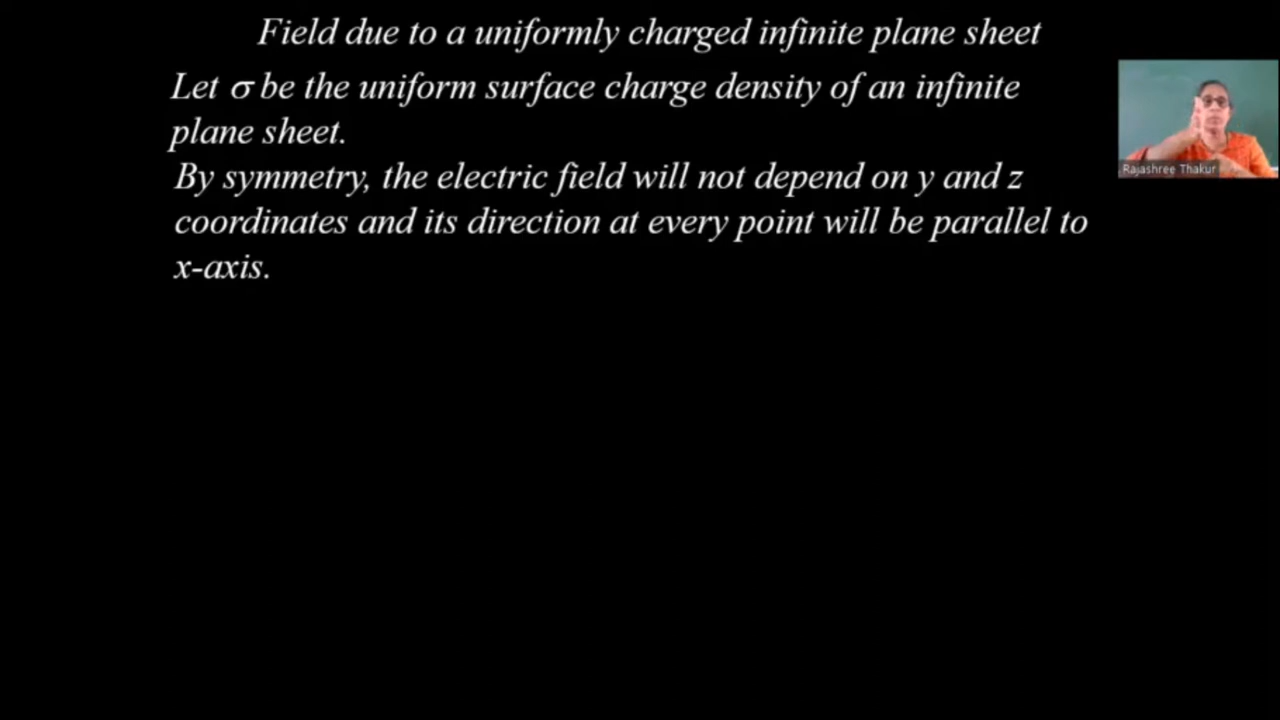 Field due to a uniformly charged infinite plane sheet
Let σ be the uniform surface charge density of an infinite
plane sheet.
By symmetry, the electric field will not depend on y and z
coordinates and its direction at every point will be parallel to
x-axis.
Rajashree Thakur